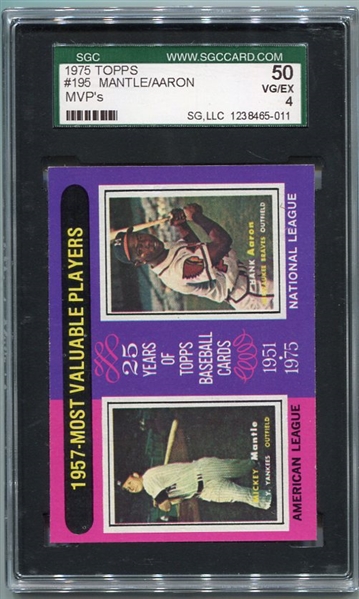 SGC
WWW.SGCCARD.COM
SGC
1975 TOPPS
#195 MANTLE/AARON
MVP's
50
VG/EX
4
SG,LLC 1238465-011
1957-MOST VALUABLE PLAYERS
HANK Aaron
BRAVES OUTFIELD
NATIONAL LEAGUE
25
YEARS
OF
TOPPS
BASEBALL
CARDS
1951
1975
MICKEY Mantle
Y. YANKEES OUTFIELD
AMERICAN LEAGUE